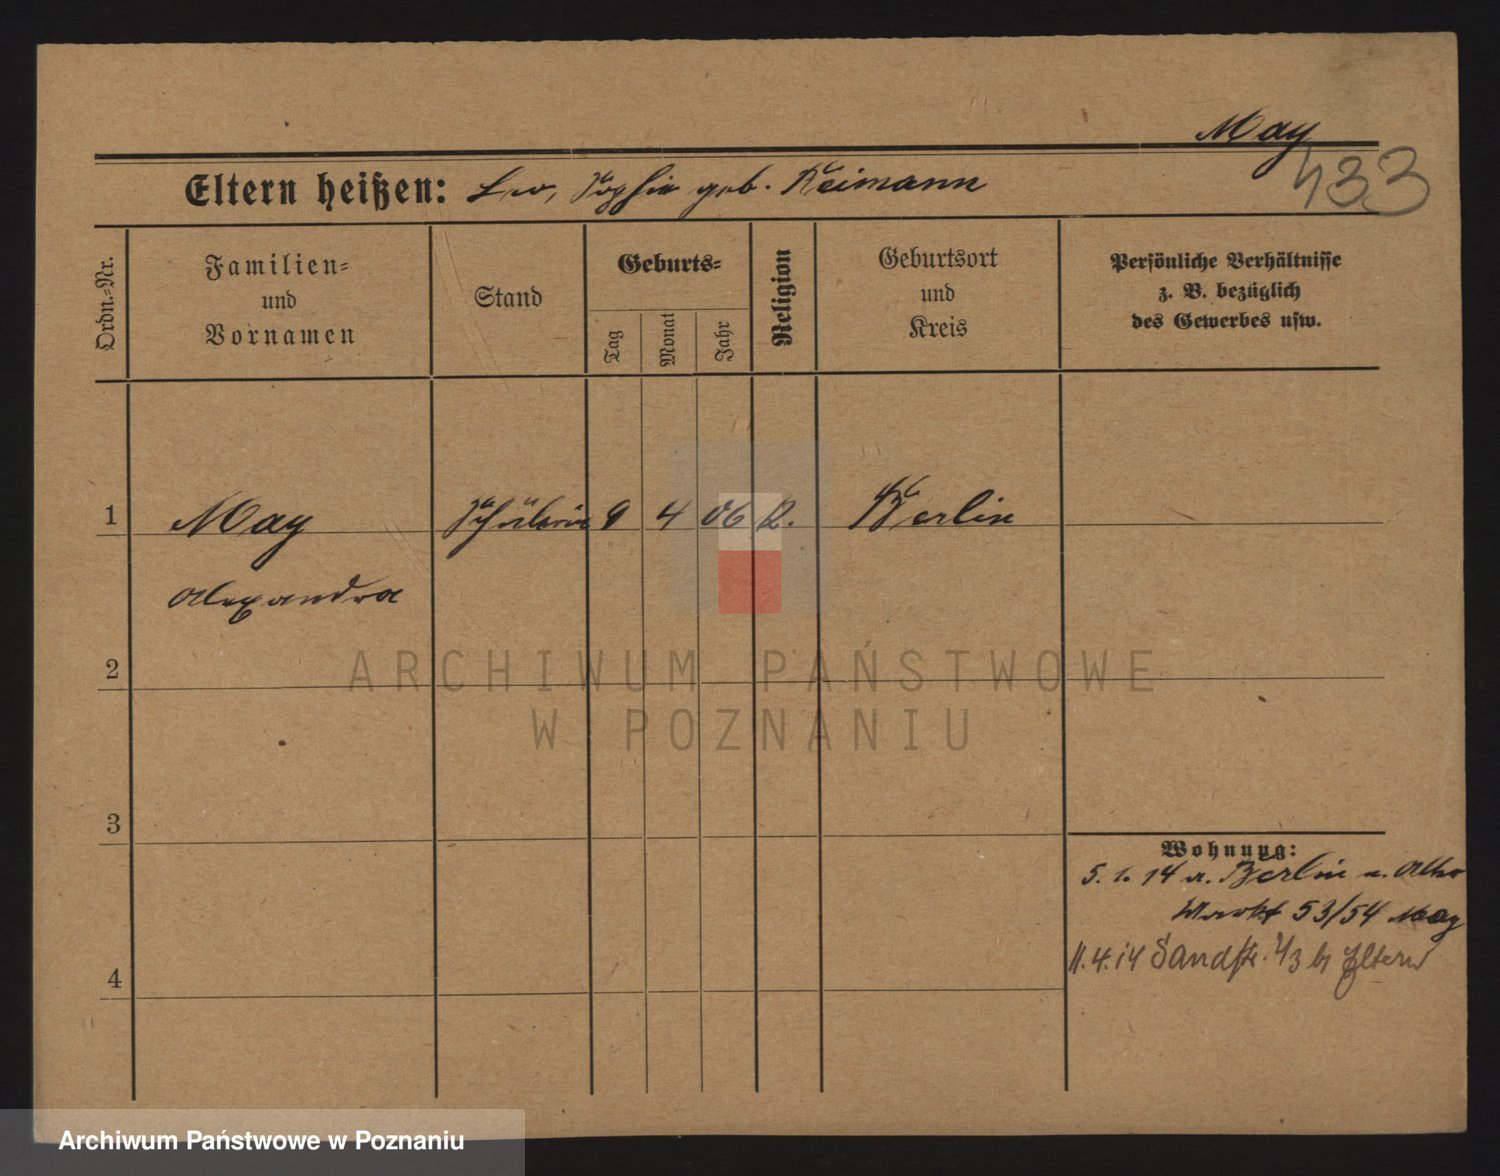 May
433
Eltern heißen: Leo, Sophie geb. Reimann
Ordn.-Nr.
Familien-
und
Vornamen
Stand
Geburts-
Tag
Monat
Jahr
Religion
Geburtsort
und
Kreis
Persönliche Verhältnisse
z. B. bezüglich
des Gewerbes usw.
1
May
Schülerin
9
4
06
K.
Berlin
Alexandra
2
ARCHIWUM PAŃSTWOWE
W POZNANIU
3
Wohnung:
5. 1. 14 v. Berlin n. Alter
Markt 53/54 May
11.4.14 Sandstr. 1/3 b/ Eltern
4
Archiwum Państwowe w Poznaniu